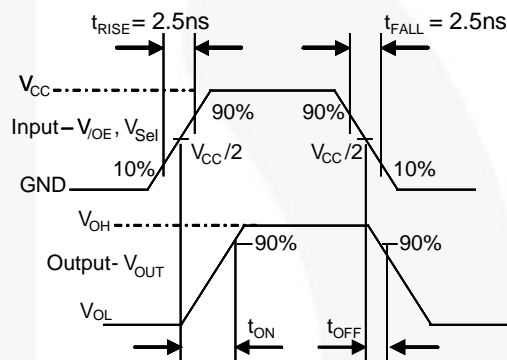 tRISE = 2.5ns
tFALL = 2.5ns
VCC
90%
90%
Input– V/OE, VSel
VCC/2
VCC/2
10%
10%
GND
VOH
90%
90%
Output- VOUT
VOL
tON
tOFF